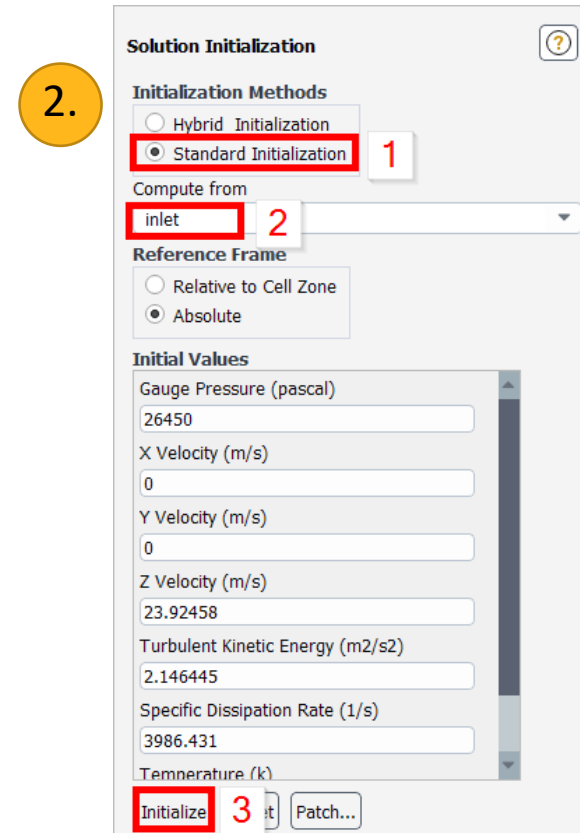 Solution Initialization
?
2.
Initialization Methods
Hybrid Initialization
Standard Initialization
1
Compute from
inlet
2
Reference Frame
Relative to Cell Zone
Absolute
Initial Values
Gauge Pressure (pascal)
26450
X Velocity (m/s)
0
Y Velocity (m/s)
0
Z Velocity (m/s)
23.92458
Turbulent Kinetic Energy (m2/s2)
2.146445
Specific Dissipation Rate (1/s)
3986.431
Temperature (k)
Initialize 3 Patch...